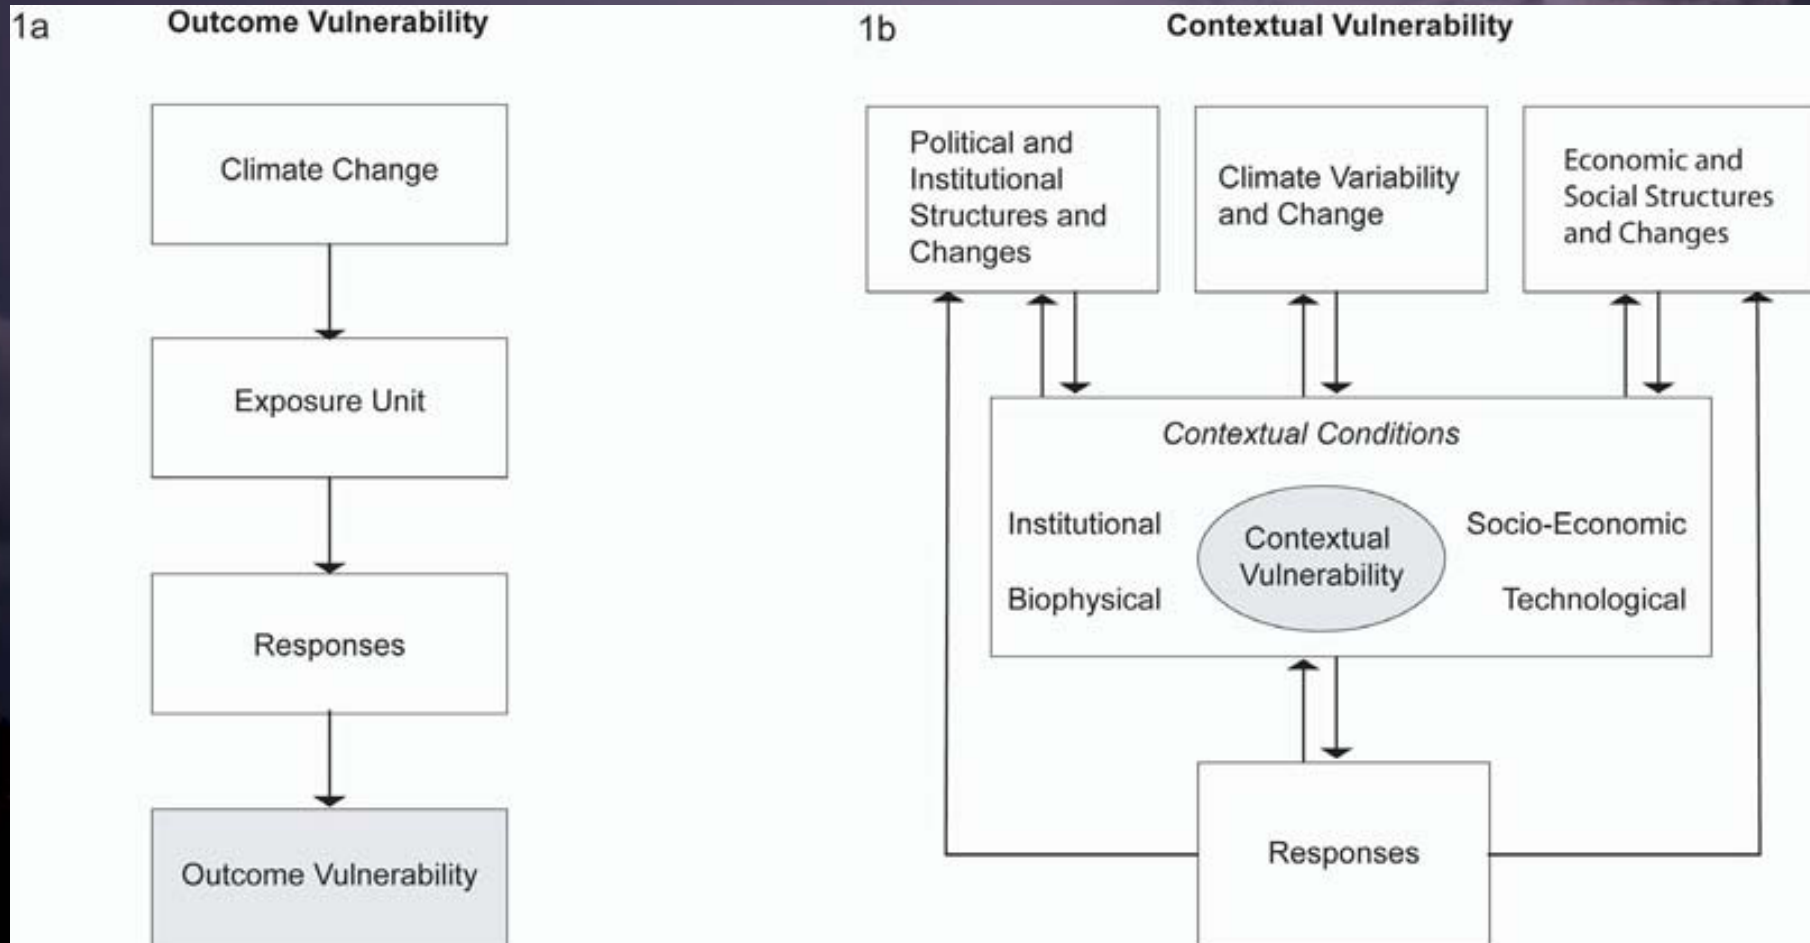 1a
Outcome Vulnerability
Climate Change
Exposure Unit
Responses
Outcome Vulnerability
1b
Contextual Vulnerability
Political and
Institutional
Structures and
Changes
Climate Variability
and Change
Economic and
Social Structures
and Changes
Contextual Conditions
Institutional
Biophysical
Contextual
Vulnerability
Socio-Economic
Technological
Responses